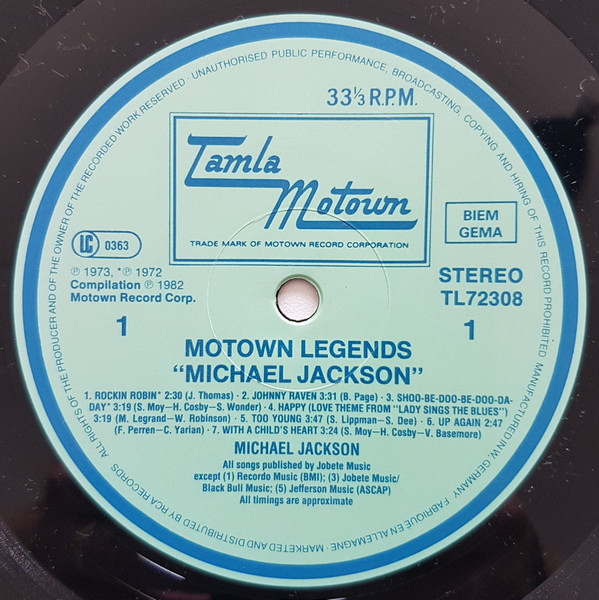 ALL RIGHTS OF THE PRODUCER AND OF THE OWNER OF THE RECORDED WORK RESERVED · UNAUTHORISED PUBLIC PERFORMANCE, BROADCASTING, COPYING AND HIRING OF THIS RECORD PROHIBITED
MANUFACTURED IN W. GERMANY FABRIQUE EN ALLEMAGNE · MARKETED AND DISTRIBUTED BY RCA RECORDS
33⅓ R.P.M.
Tamla
Motown
TRADE MARK OF MOTOWN RECORD CORPORATION
BIEM
GEMA
LC 0363
℗ 1973, *℗ 1972
Compilation ℗ 1982
Motown Record Corp.
STEREO
TL72308
1
1
MOTOWN LEGENDS
“MICHAEL JACKSON”
1. ROCKIN ROBIN* 2:30 (J. Thomas) · 2. JOHNNY RAVEN 3:31 (B. Page) · 3. SHOO-BE-DOO-BE-DOO-DA-
DAY* 3:19 (S. Moy–H. Cosby–S. Wonder) · 4. HAPPY (LOVE THEME FROM "LADY SINGS THE BLUES")
3:19 (M. Legrand–W. Robinson) · 5. TOO YOUNG 3:47 (S. Lippman–S. Dee) · 6. UP AGAIN 2:47
(F. Perren–C. Yarian) · 7. WITH A CHILD'S HEART 3:24 (S. Moy–H. Cosby–V. Basemore)
MICHAEL JACKSON
All songs published by Jobete Music
except (1) Recordo Music (BMI); (3) Jobete Music/
Black Bull Music; (5) Jefferson Music (ASCAP)
All timings are approximate